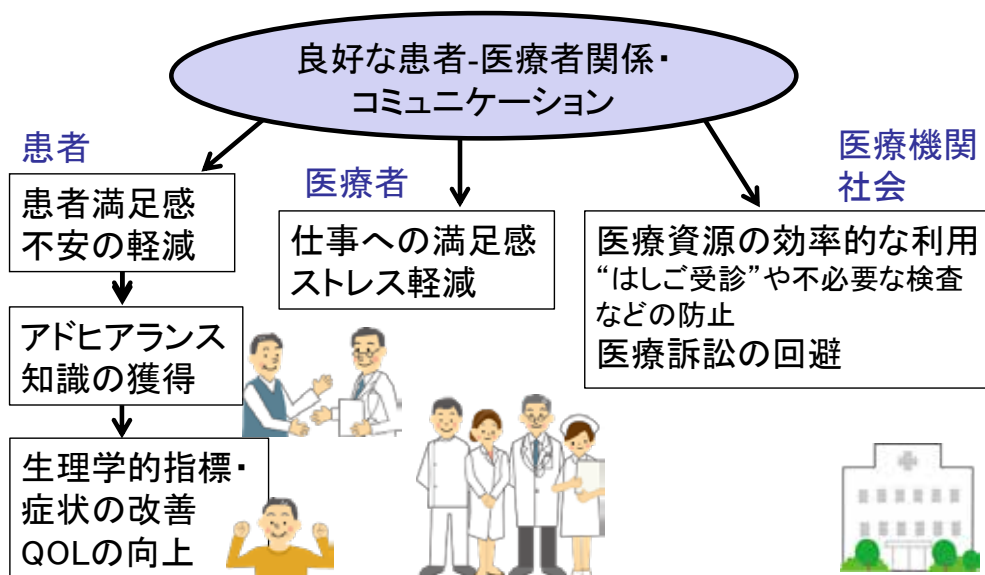 良好な患者-医療者関係・
コミュニケーション
患者
患者満足感
不安の軽減
アドヒアランス
知識の獲得
生理学的指標・
症状の改善
QOLの向上
医療者
仕事への満足感
ストレス軽減
医療機関
社会
医療資源の効率的な利用
“はしご受診”や不必要な検査
などの防止
医療訴訟の回避